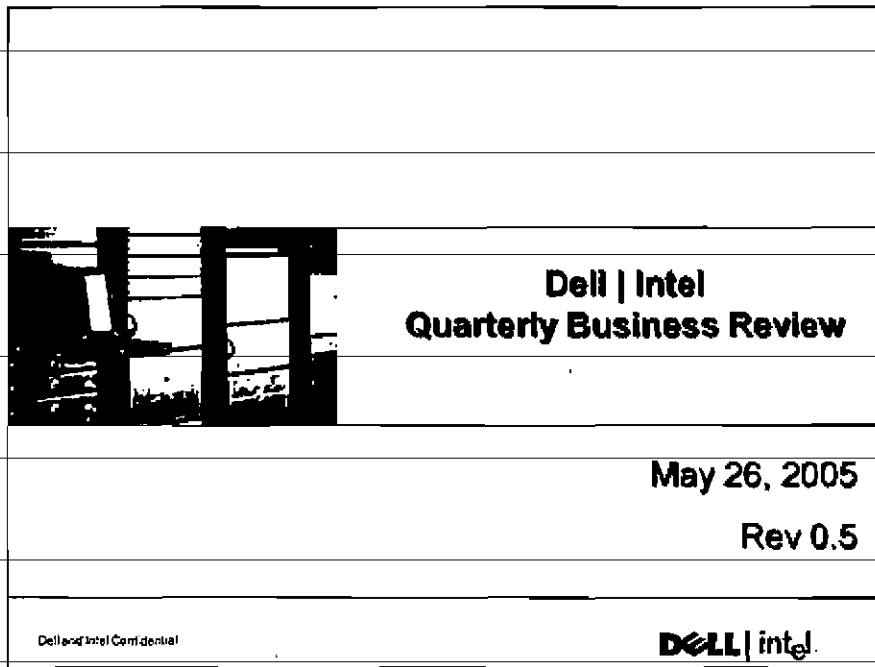 Dell | Intel
Quarterly Business Review
May 26, 2005
Rev 0.5
Dell and Intel Confidential
DELL | intel.